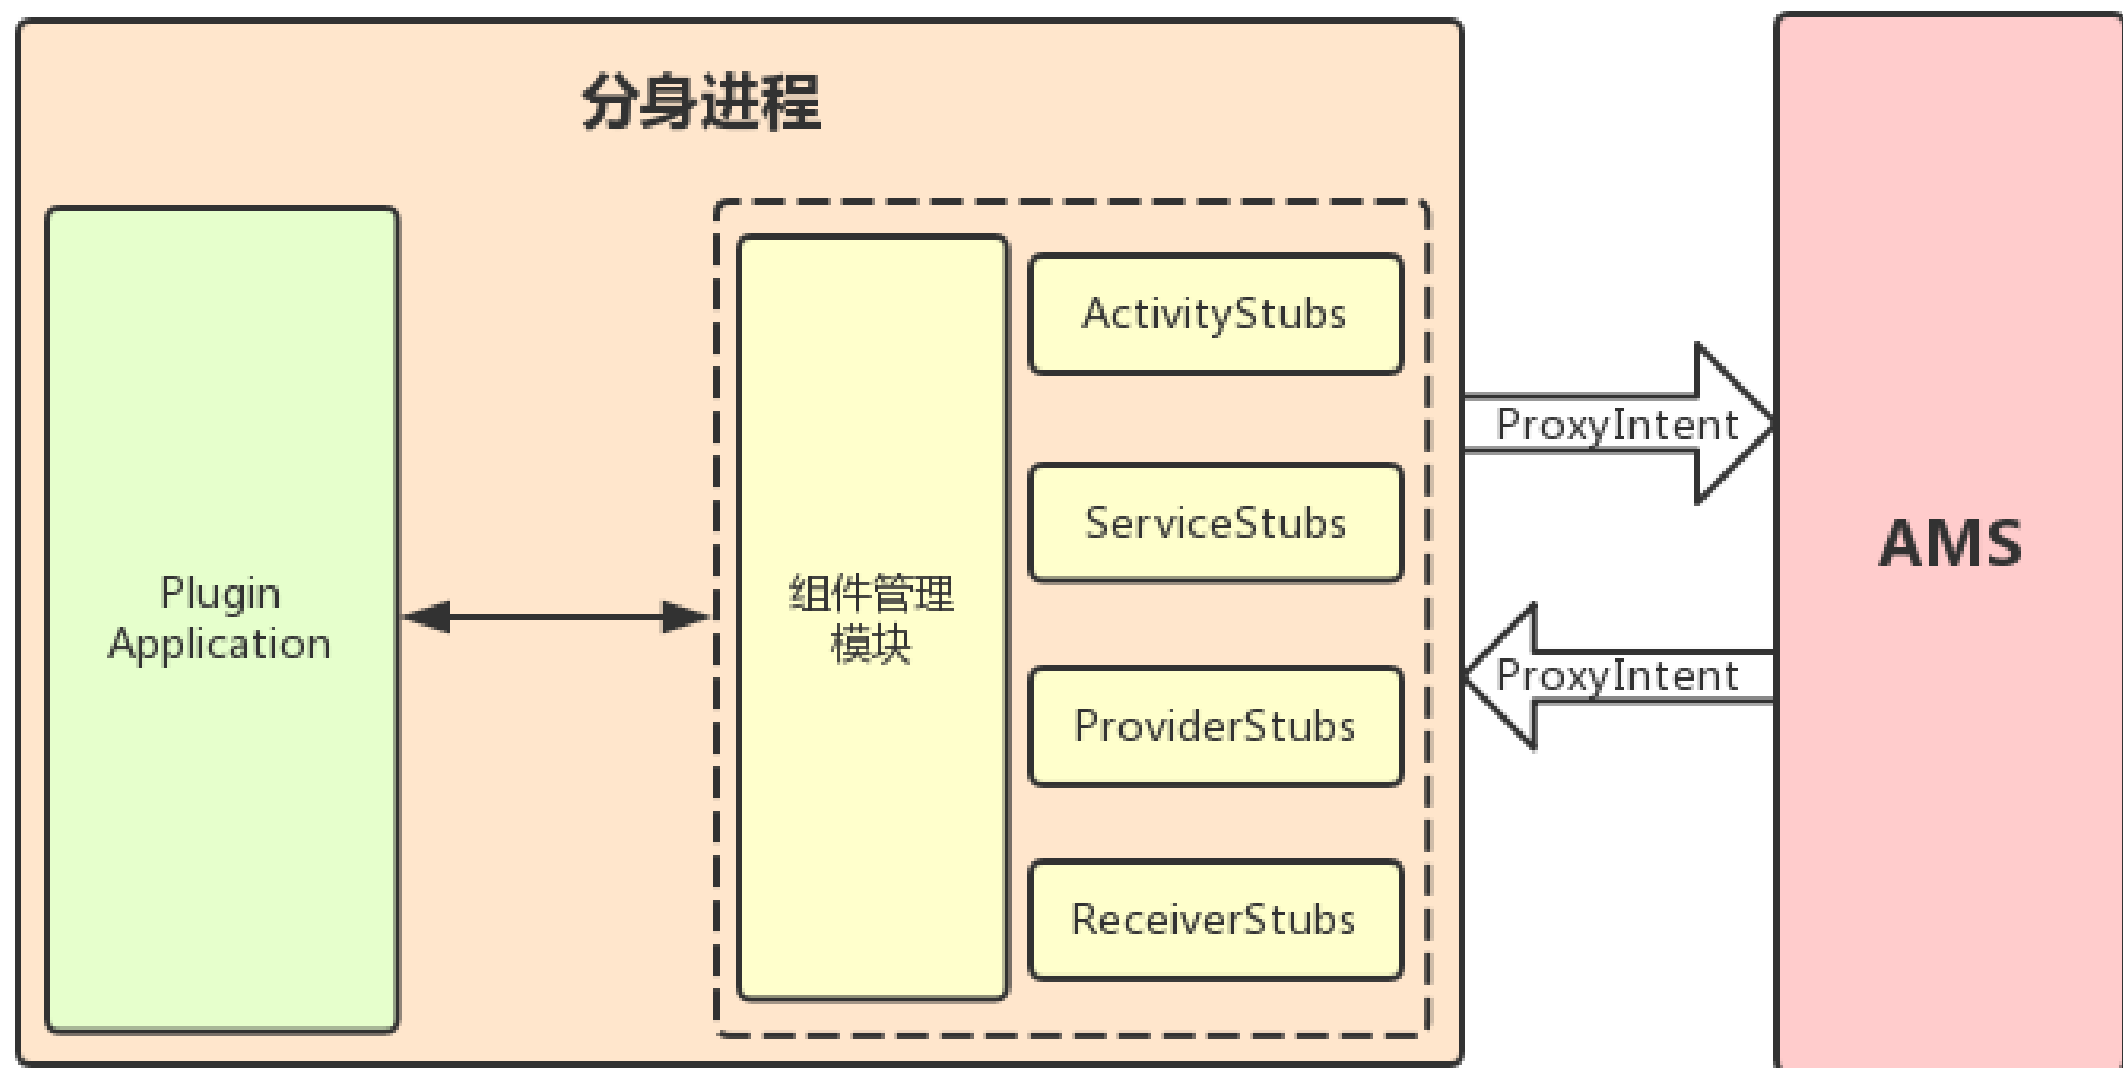 分身进程
Plugin
Application
组件管理
模块
ActivityStubs
ServiceStubs
ProviderStubs
ReceiverStubs
ProxyIntent
ProxyIntent
AMS